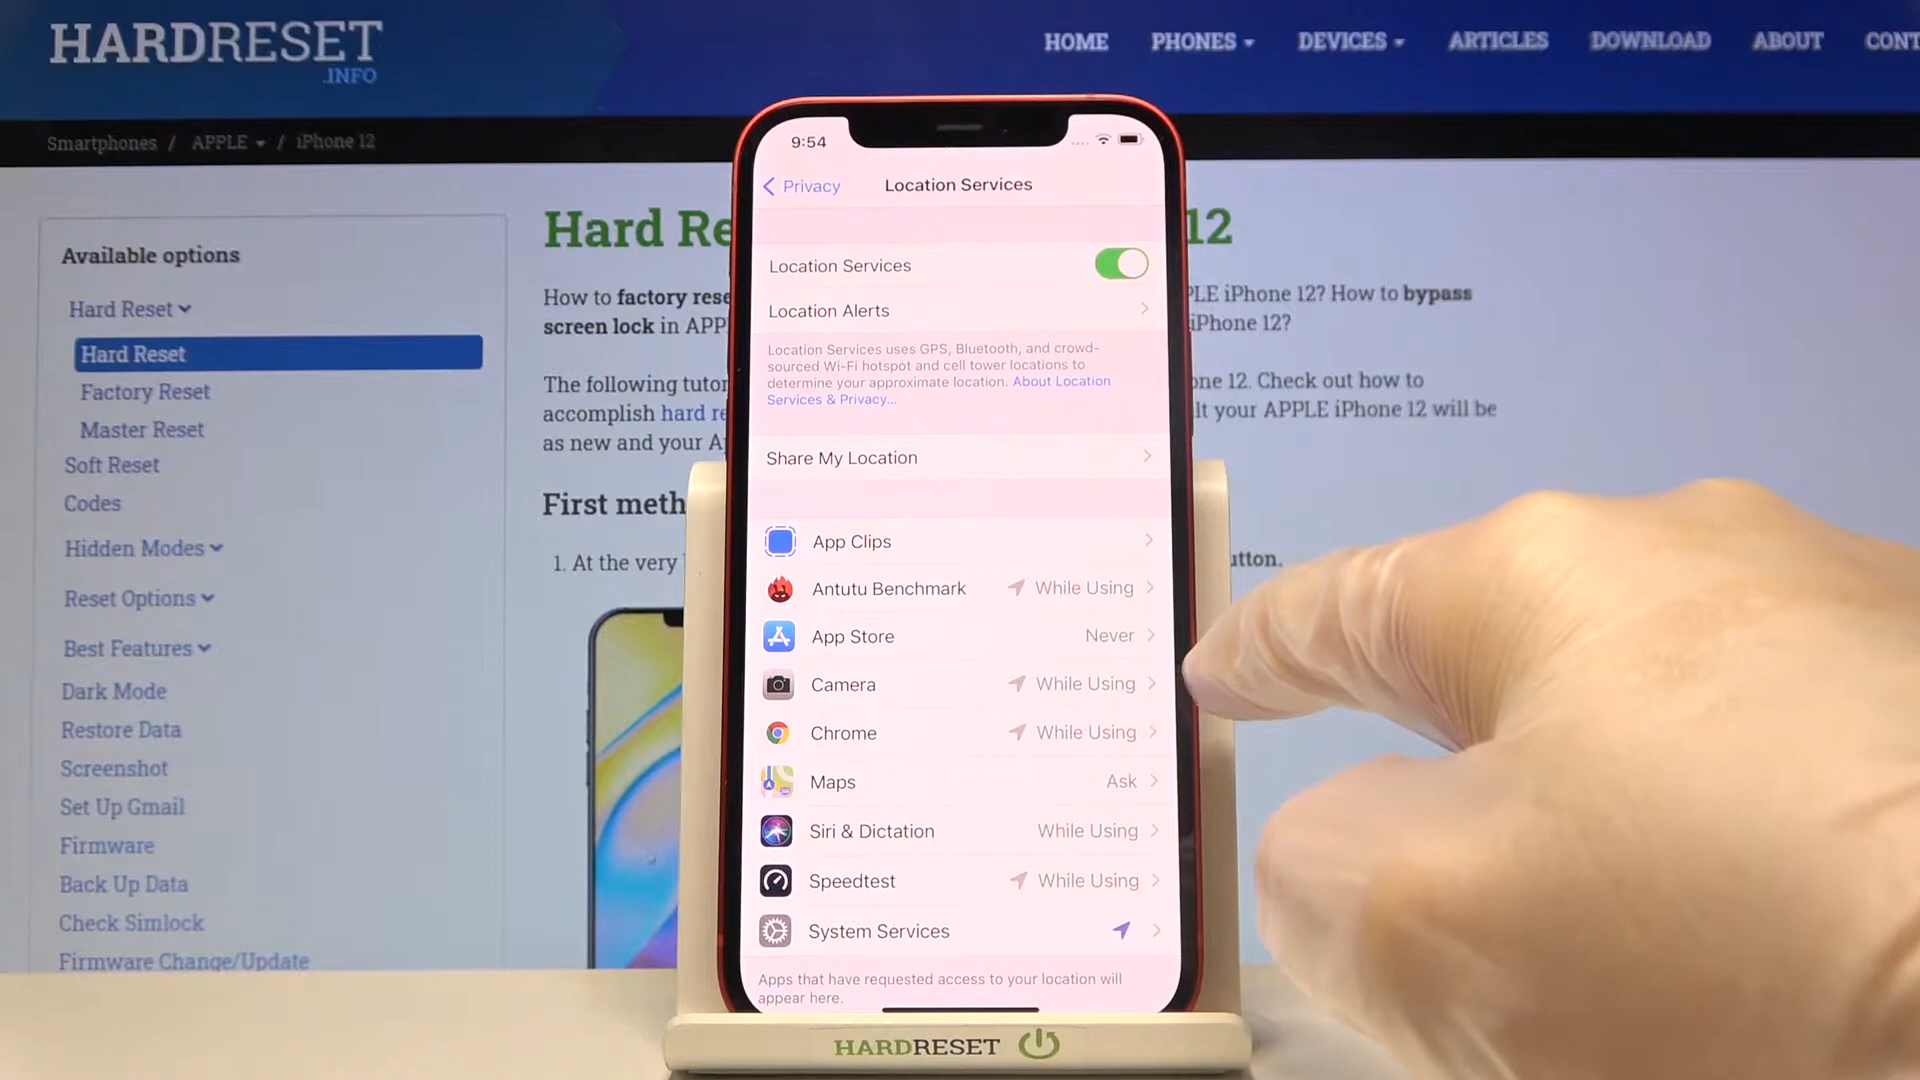 HARDRESET
.INFO
HOME PHONES DEVICES ARTICLES DOWNLOAD ABOUT CONT
Smartphones / APPLE / iPhone 12
Available options
Hard Reset
Hard Reset
Factory Reset
Master Reset
Soft Reset
Codes
Hidden Modes
Reset Options
Best Features
Dark Mode
Restore Data
Screenshot
Set Up Gmail
Firmware
Back Up Data
Check Simlock
Firmware Change/Update
Hard Re 12
How to factory rese PLE iPhone 12? How to bypass
screen lock in APP iPhone 12?
The following tutor one 12. Check out how to
accomplish hard re lt your APPLE iPhone 12 will be
as new and your A
First meth
1. At the very utton.
9:54
Privacy Location Services
Location Services
Location Alerts
Location Services uses GPS, Bluetooth, and crowd-
sourced Wi-Fi hotspot and cell tower locations to
determine your approximate location. About Location
Services & Privacy...
Share My Location
App Clips
Antutu Benchmark While Using
App Store Never
Camera While Using
Chrome While Using
Maps Ask
Siri & Dictation While Using
Speedtest While Using
System Services
Apps that have requested access to your location will
appear here.
HARDRESET